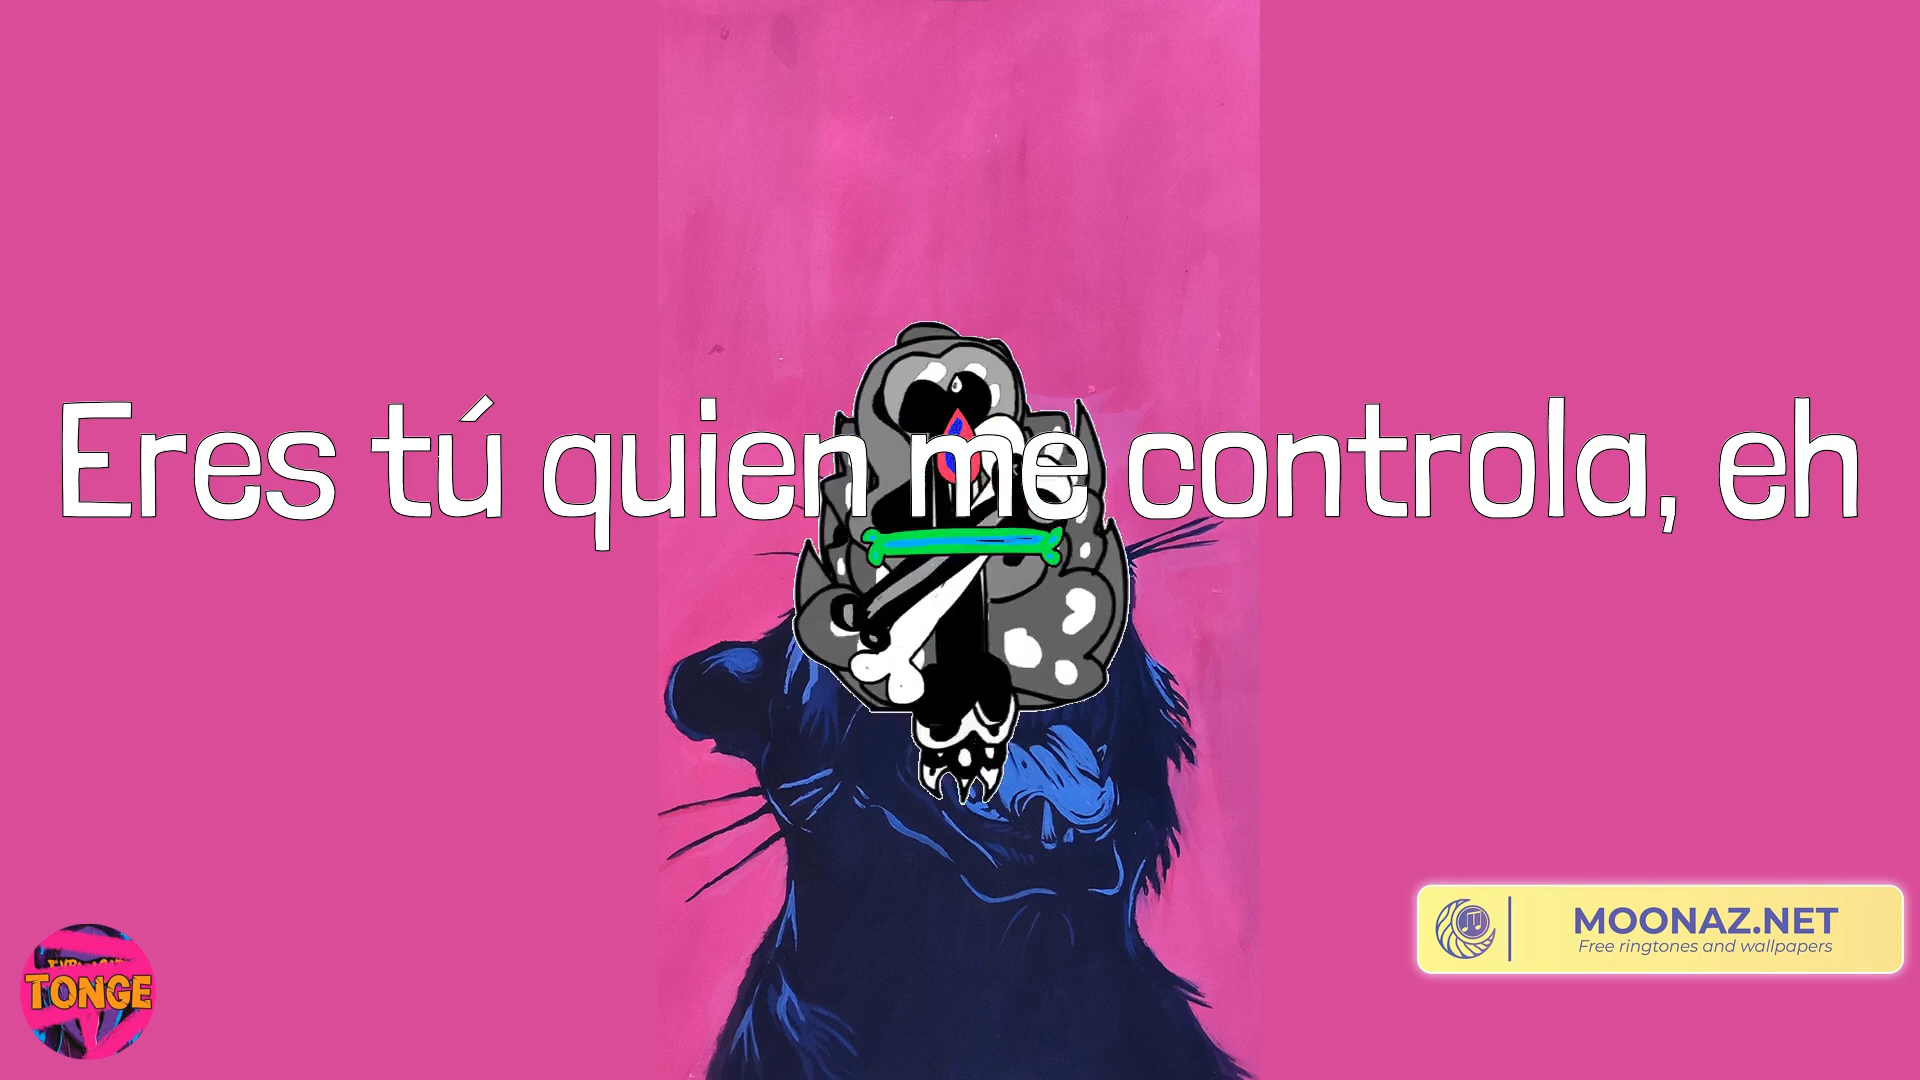 Eres tú quien me controla, eh
MOONAZ.NET
Free ringtones and wallpapers
TONGE